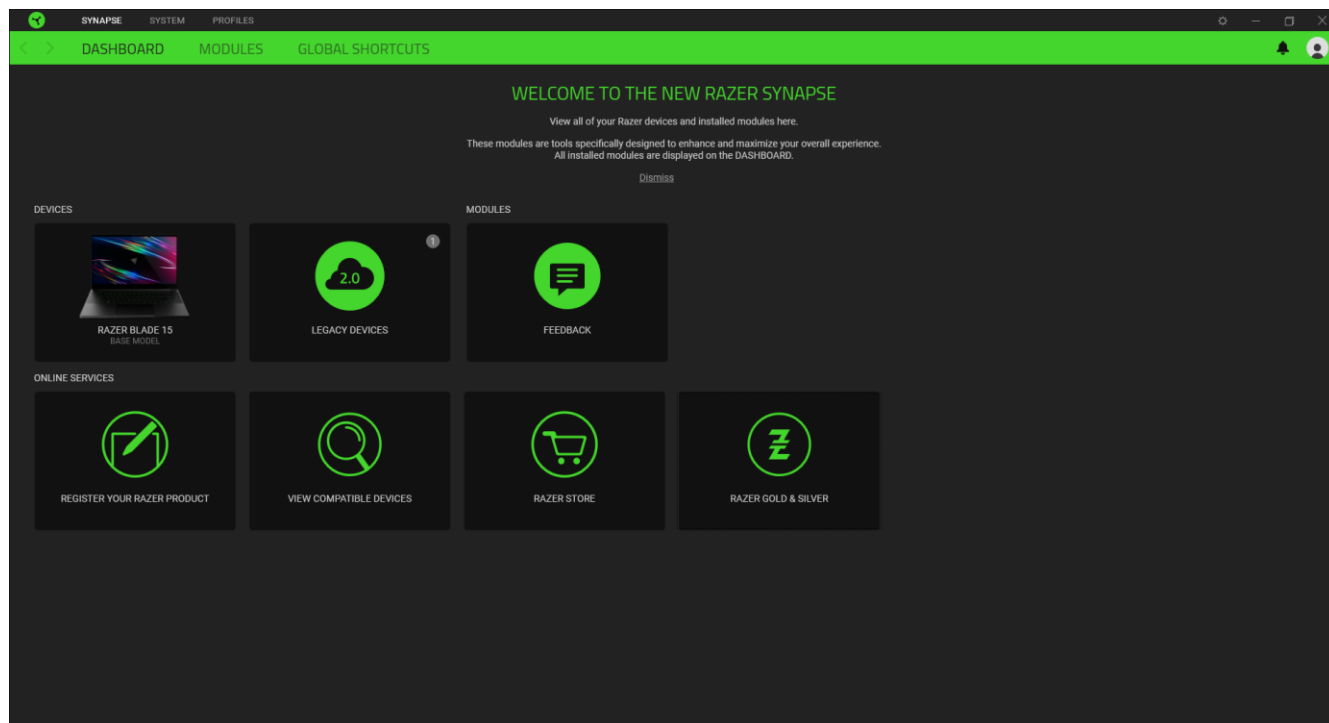 SYNAPSE SYSTEM PROFILES
DASHBOARD MODULES GLOBAL SHORTCUTS
WELCOME TO THE NEW RAZER SYNAPSE
View all of your Razer devices and installed modules here.
These modules are tools specifically designed to enhance and maximize your overall experience.
All installed modules are displayed on the DASHBOARD.
Dismiss
DEVICES
RAZER BLADE 15
BASE MODEL
1
2.0
LEGACY DEVICES
MODULES
FEEDBACK
ONLINE SERVICES
REGISTER YOUR RAZER PRODUCT
VIEW COMPATIBLE DEVICES
RAZER STORE
RAZER GOLD & SILVER